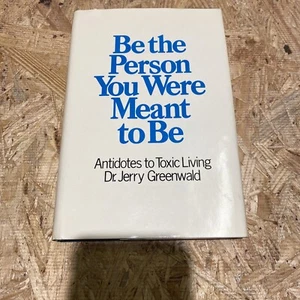 Be the
Person
You Were
Meant
to Be
Antidotes to Toxic Living
Dr. Jerry Greenwald